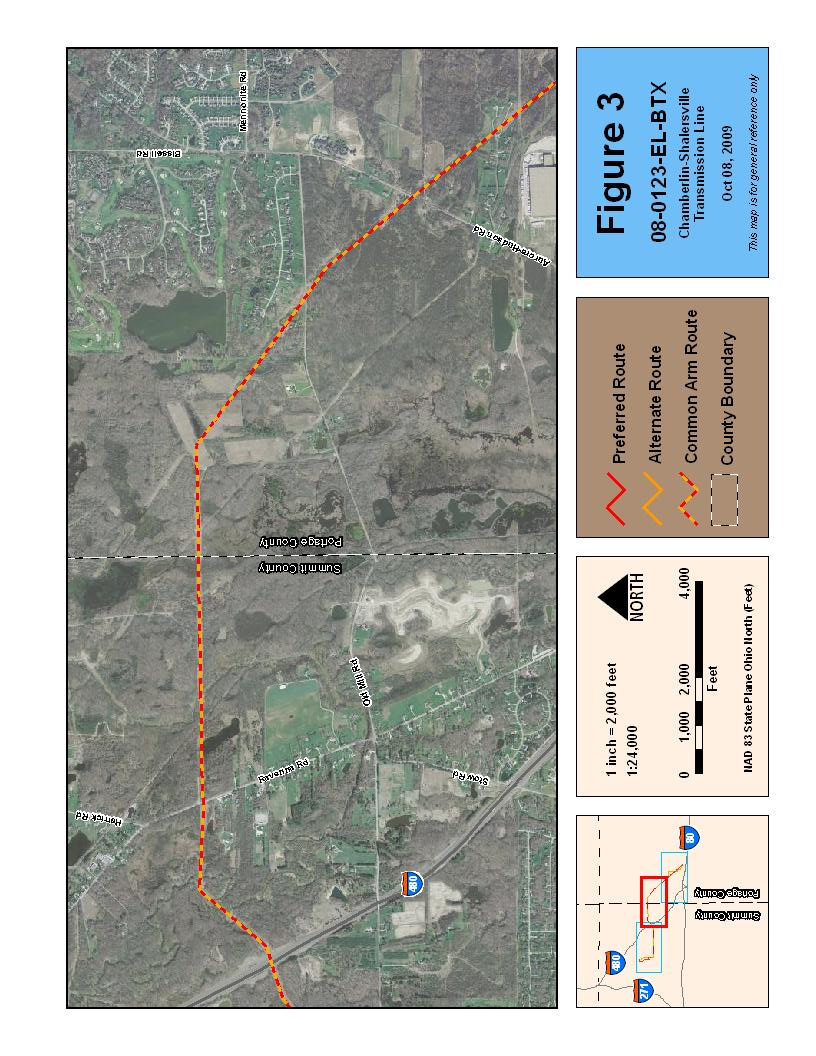 Mennonite Rd
Bissell Rd
Aurora-Hudson Rd
Portage County
Summit County
Old Mill Rd
Ravenna Rd
Stow Rd
Herrick Rd
480
Figure 3
08-0123-EL-BTX
Chamberlin-Shalersville
Transmission Line
Oct 08, 2009
This map is for general reference only
Preferred Route
Alternate Route
Common Arm Route
County Boundary
1 inch = 2,000 feet
1:24,000
NORTH
0 1,000 2,000 4,000
Feet
NAD 83 State Plane Ohio North (Feet)
480
271
80
Portage County
Summit County